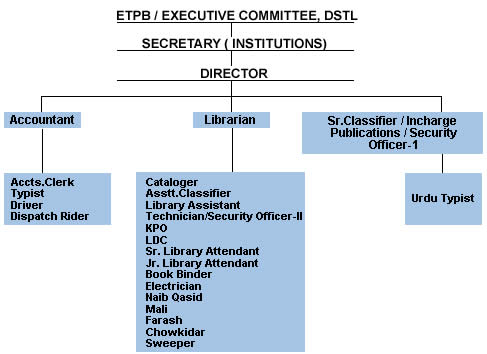 ETPB / EXECUTIVE COMMITTEE, DSTL
SECRETARY ( INSTITUTIONS)
DIRECTOR
Accountant
Librarian
Sr.Classifier / Incharge
Publications / Security
Officer-1
Accts.Clerk
Typist
Driver
Dispatch Rider
Cataloger
Asstt.Classifier
Library Assistant
Technician/Security Officer-II
KPO
LDC
Sr. Library Attendant
Jr. Library Attendant
Book Binder
Electrician
Naib Qasid
Mali
Farash
Chowkidar
Sweeper
Urdu Typist